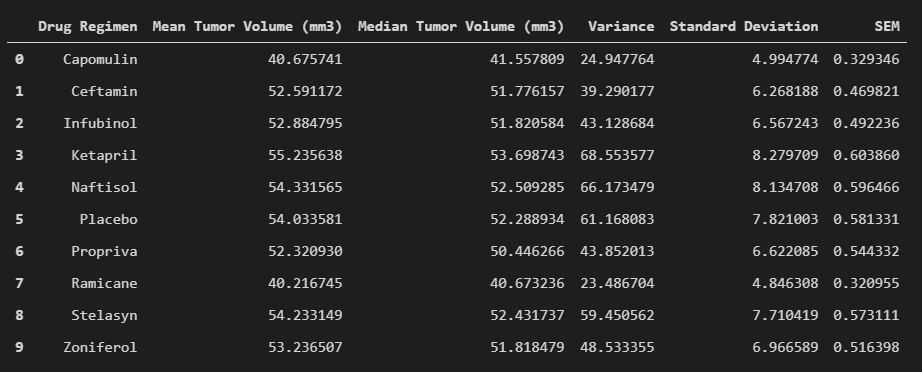 Drug Regimen Mean Tumor Volume (mm3) Median Tumor Volume (mm3) Variance Standard Deviation SEM
0 Capomulin 40.675741 41.557809 24.947764 4.994774 0.329346
1 Ceftamin 52.591172 51.776157 39.290177 6.268188 0.469821
2 Infubinol 52.884795 51.820584 43.128684 6.567243 0.492236
3 Ketapril 55.235638 53.698743 68.553577 8.279709 0.603860
4 Naftisol 54.331565 52.509285 66.173479 8.134708 0.596466
5 Placebo 54.033581 52.288934 61.168083 7.821003 0.581331
6 Propriva 52.320930 50.446266 43.852013 6.622085 0.544332
7 Ramicane 40.216745 40.673236 23.486704 4.846308 0.320955
8 Stelasyn 54.233149 52.431737 59.450562 7.710419 0.573111
9 Zoniferol 53.236507 51.818479 48.533355 6.966589 0.516398